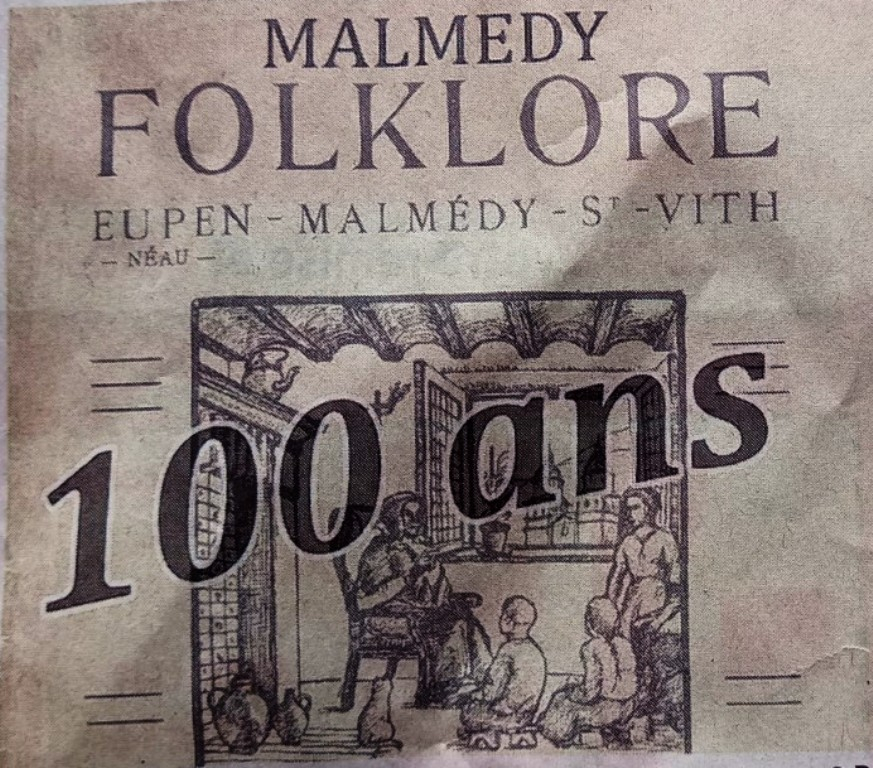 MALMEDY
FOLKLORE
EUPEN - MALMÉDY - Sᵀ - VITH
- NÉAU -
100 ans